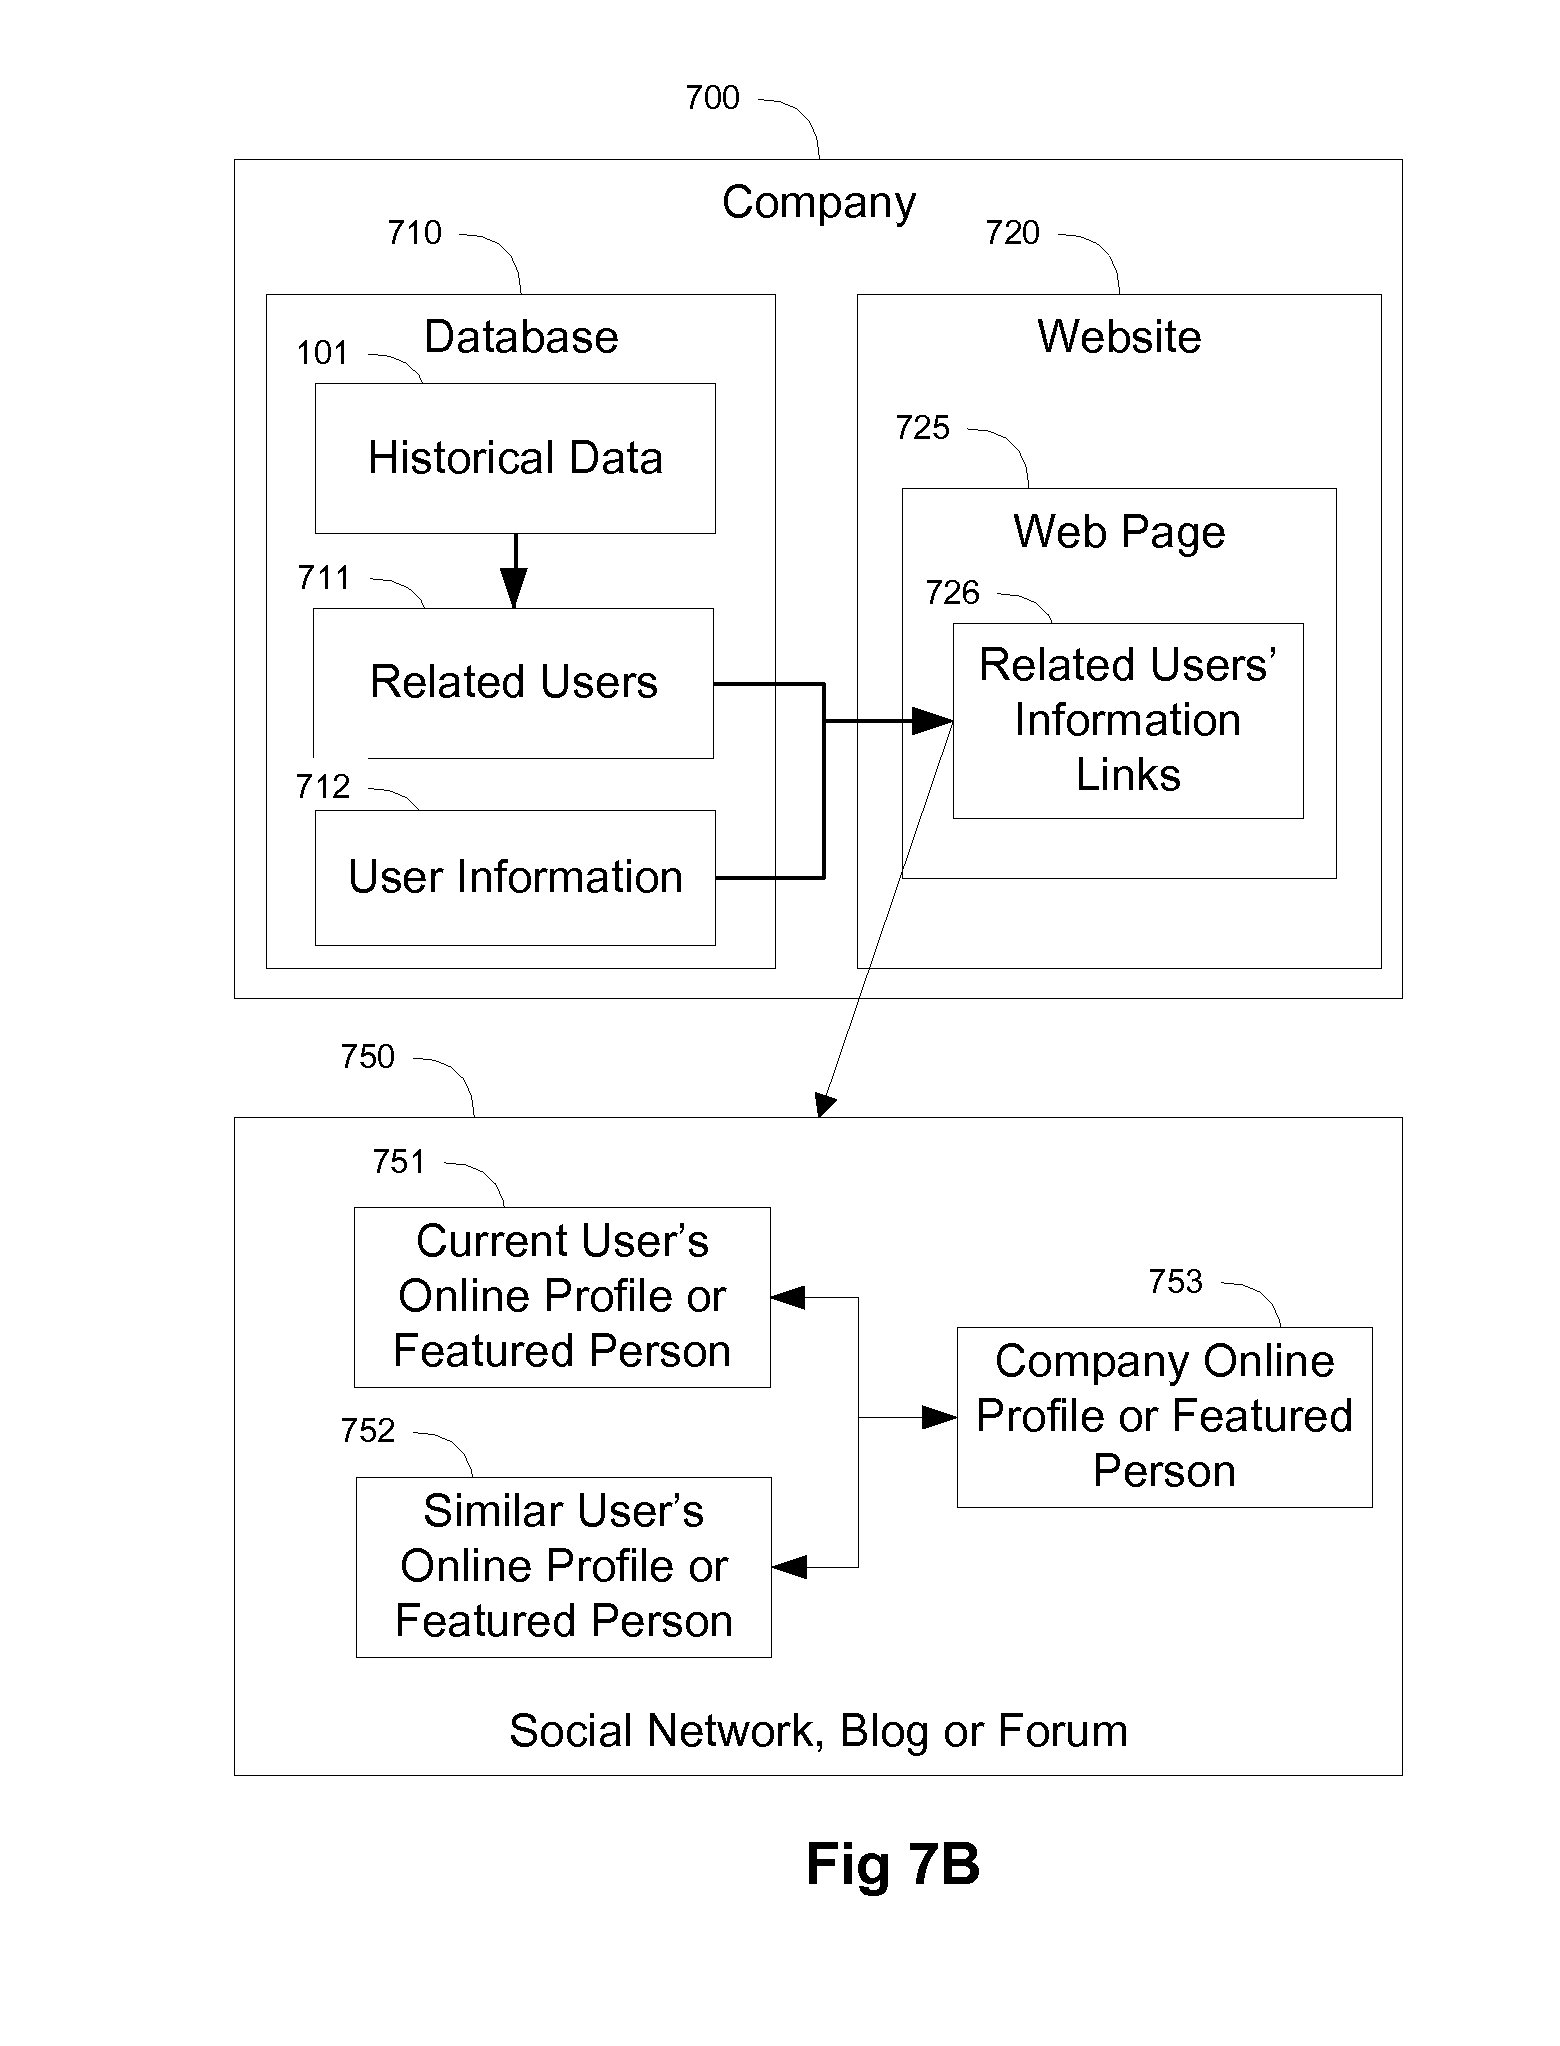 700
Company
710
720
Database
Website
101
Historical Data
725
Web Page
711
726
Related Users
Related Users’
Information
Links
712
User Information
750
751
Current User’s
Online Profile or
Featured Person
753
Company Online
Profile or Featured
Person
752
Similar User’s
Online Profile or
Featured Person
Social Network, Blog or Forum
Fig 7B